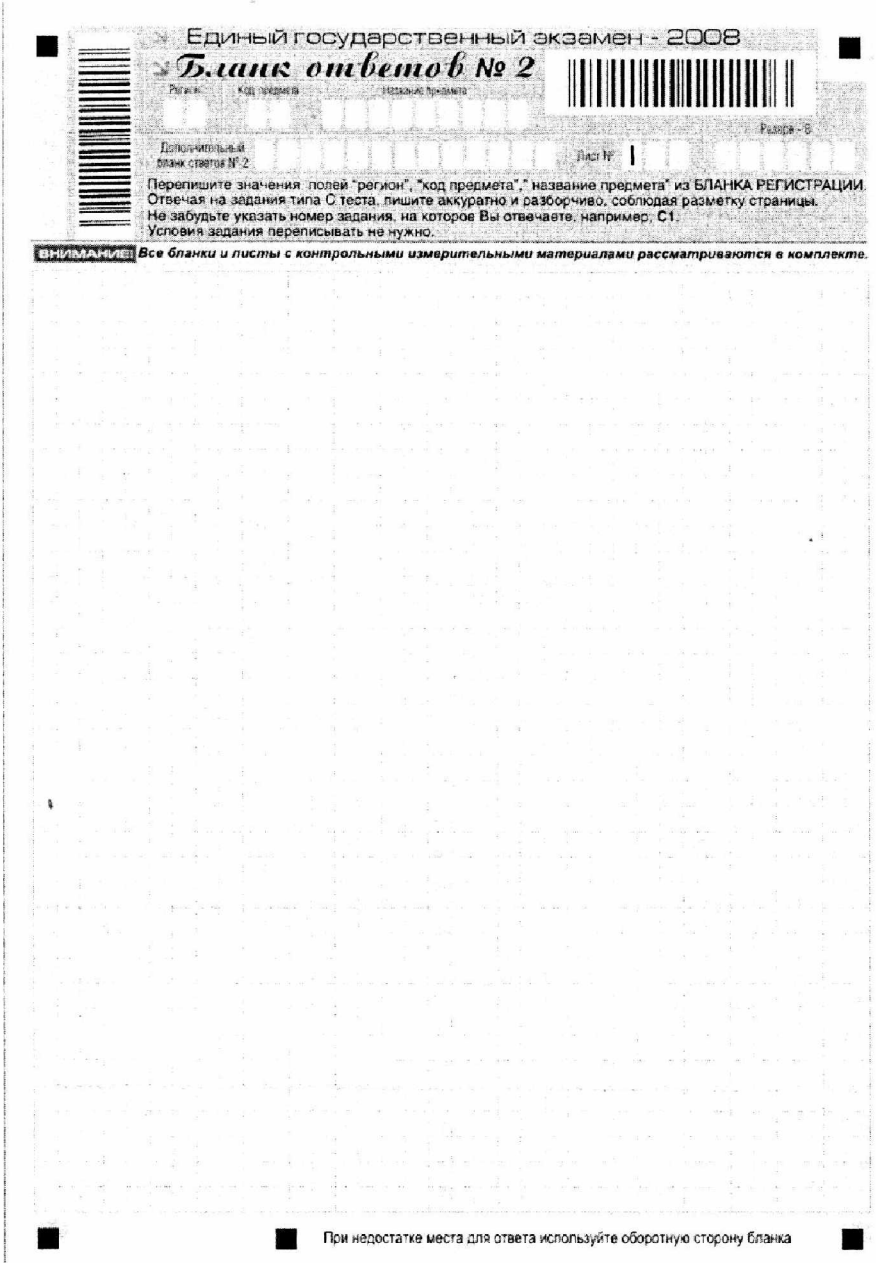 Единый государственный экзамен - 2008
Бланк ответов № 2
Регион Код предмета Название предмета
Резерв - 8
Дополнительный
бланк ответов № 2
Лист № 1
Перепишите значения полей "регион", "код предмета"," название предмета" из БЛАНКА РЕГИСТРАЦИИ.
Отвечая на задания типа С теста, пишите аккуратно и разборчиво, соблюдая разметку страницы.
Не забудьте указать номер задания, на которое Вы отвечаете, например, С1.
Условия задания переписывать не нужно.
ВНИМАНИЕ! Все бланки и листы с контрольными измерительными материалами рассматриваются в комплекте.
При недостатке места для ответа используйте оборотную сторону бланка